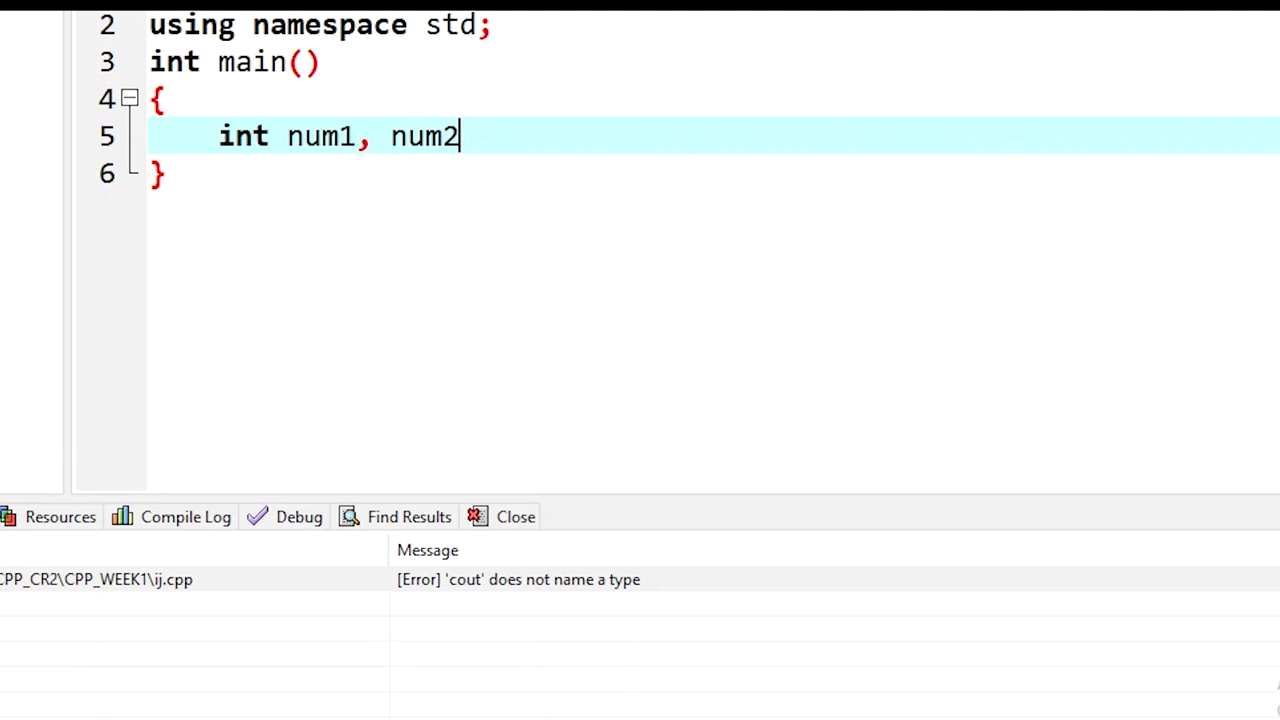 2 using namespace std;
3 int main()
4 {
5 int num1, num2
6 }
Resources Compile Log Debug Find Results Close
Message
CPP_CR2\CPP_WEEK1\ij.cpp [Error] 'cout' does not name a type